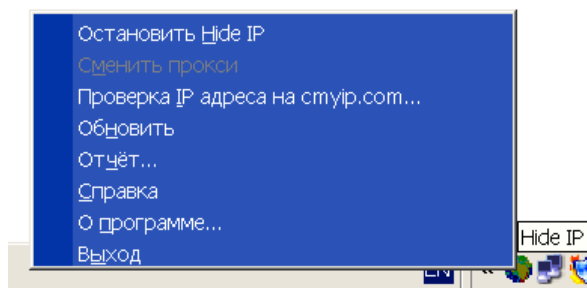 Остановить Hide IP
Сменить прокси
Проверка IP адреса на cmyip.com...
Обновить
Отчёт...
Справка
О программе...
Выход
Hide IP
EN
«